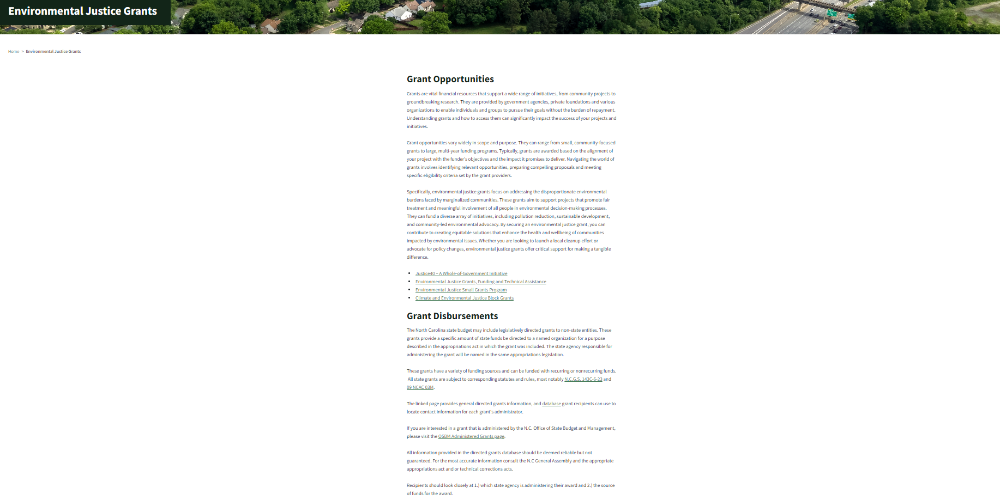 Environmental Justice Grants
Home > Environmental Justice Grants
Grant Opportunities
Grants are vital financial resources that support a wide range of initiatives, from community projects to
groundbreaking research. They are provided by government agencies, private foundations and various
organizations to enable individuals and groups to pursue their goals without the burden of repayment.
Understanding grants and how to access them can significantly impact the success of your projects and
initiatives.
Grant opportunities vary widely in scope and purpose. They can range from small, community-focused
grants to large, multi-year funding programs. Typically, grants are awarded based on the alignment of
your project with the funder's objectives and the impact it promises to deliver. Navigating the world of
grants involves identifying relevant opportunities, preparing compelling proposals and meeting
specific eligibility criteria set by the grant providers.
Specifically, environmental justice grants focus on addressing the disproportionate environmental
burdens faced by marginalized communities. These grants aim to support projects that promote fair
treatment and meaningful involvement of all people in environmental decision-making processes.
They can fund a diverse array of initiatives, including pollution reduction, sustainable development,
and community-led environmental advocacy. By securing an environmental justice grant, you can
contribute to creating equitable solutions that enhance the health and wellbeing of communities
impacted by environmental issues. Whether you are looking to launch a local cleanup effort or
advocate for policy changes, environmental justice grants offer critical support for making a tangible
difference.
• Justice40 – A Whole-of-Government Initiative
• Environmental Justice Grants, Funding and Technical Assistance
• Environmental Justice Small Grants Program
• Climate and Environmental Justice Block Grants
Grant Disbursements
The North Carolina state budget may include legislatively directed grants to non-state entities. These
grants provide a specific amount of state funds be directed to a named organization for a purpose
described in the appropriations act in which the grant was included. The state agency responsible for
administering the grant will be named in the same appropriations legislation.
These grants have a variety of funding sources and can be funded with recurring or nonrecurring funds.
All state grants are subject to corresponding statutes and rules, most notably N.C.G.S. 143C-6-23 and
09 NCAC 03M.
The linked page provides general directed grants information, and database grant recipients can use to
locate contact information for each grant's administrator.
If you are interested in a grant that is administered by the N.C. Office of State Budget and Management,
please visit the OSBM Administered Grants page.
All information provided in the directed grants database should be deemed reliable but not
guaranteed. For the most accurate information consult the N.C General Assembly and the appropriate
appropriations act and or technical corrections acts.
Recipients should look closely at 1.) which state agency is administering their award and 2.) the source
of funds for the award.